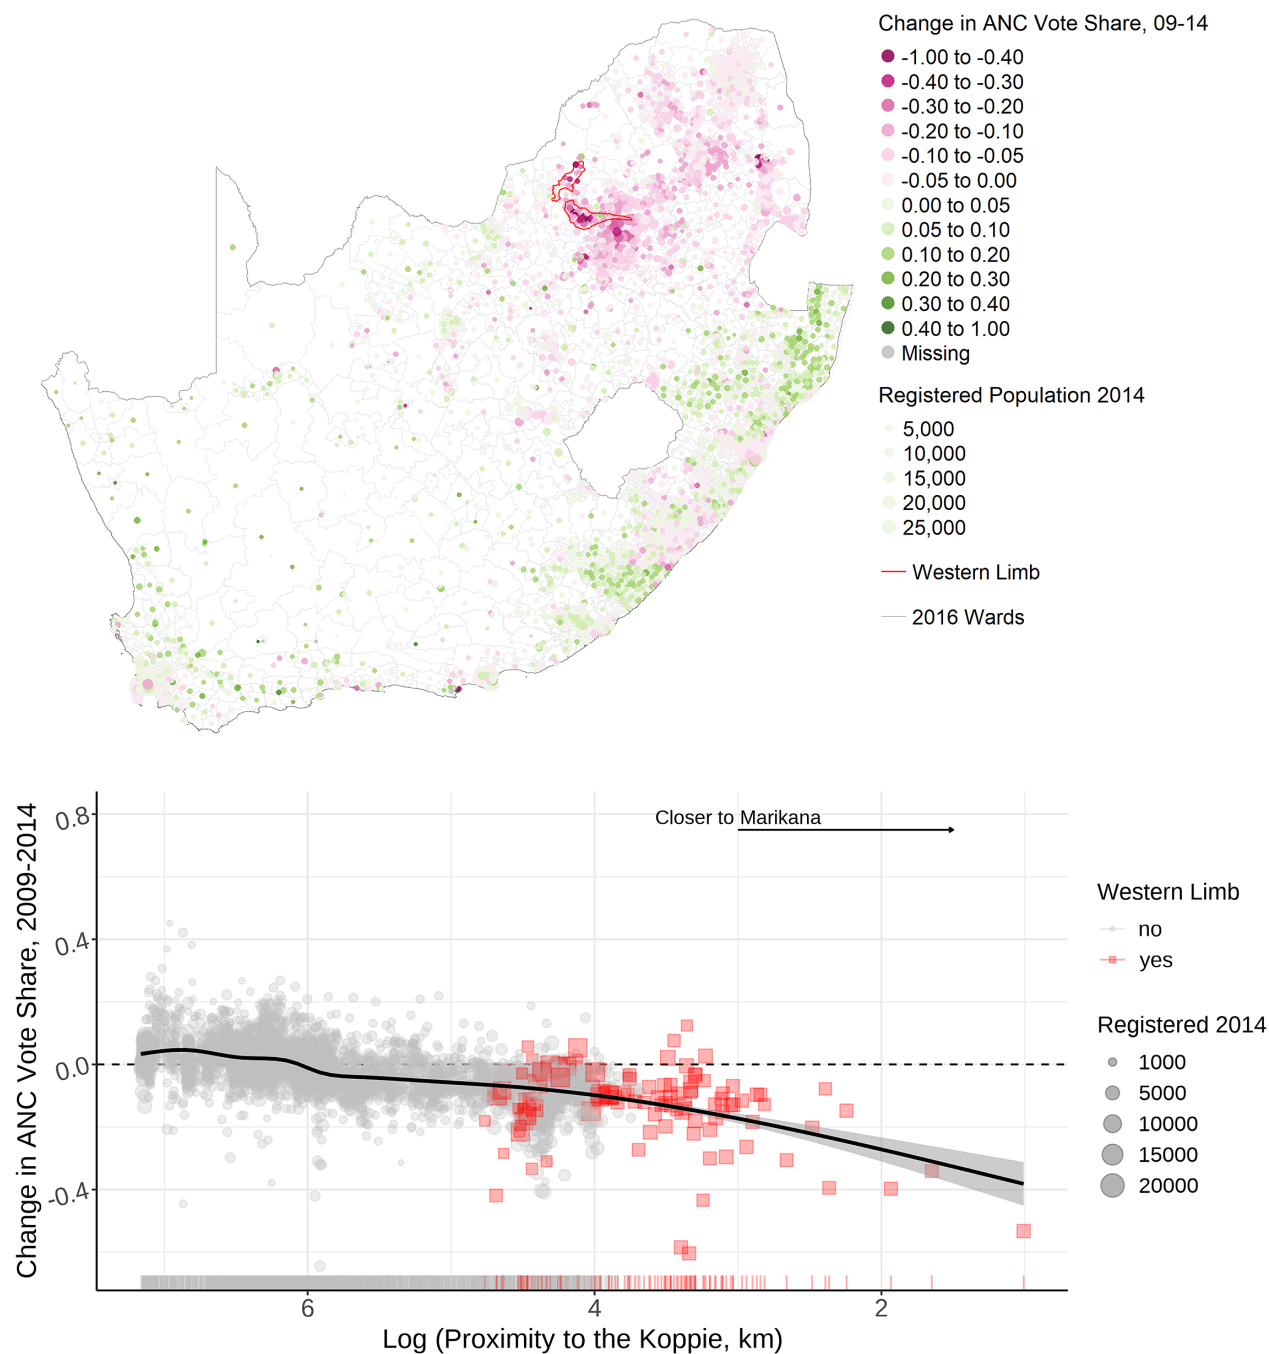 Change in ANC Vote Share, 09-14
-1.00 to -0.40
-0.40 to -0.30
-0.30 to -0.20
-0.20 to -0.10
-0.10 to -0.05
-0.05 to 0.00
0.00 to 0.05
0.05 to 0.10
0.10 to 0.20
0.20 to 0.30
0.30 to 0.40
0.40 to 1.00
Missing
Registered Population 2014
5,000
10,000
15,000
20,000
25,000
Western Limb
2016 Wards
Change in ANC Vote Share, 2009-2014
0.8
0.4
0.0
-0.4
Closer to Marikana
6
4
2
Log (Proximity to the Koppie, km)
Western Limb
no
yes
Registered 2014
1000
5000
10000
15000
20000